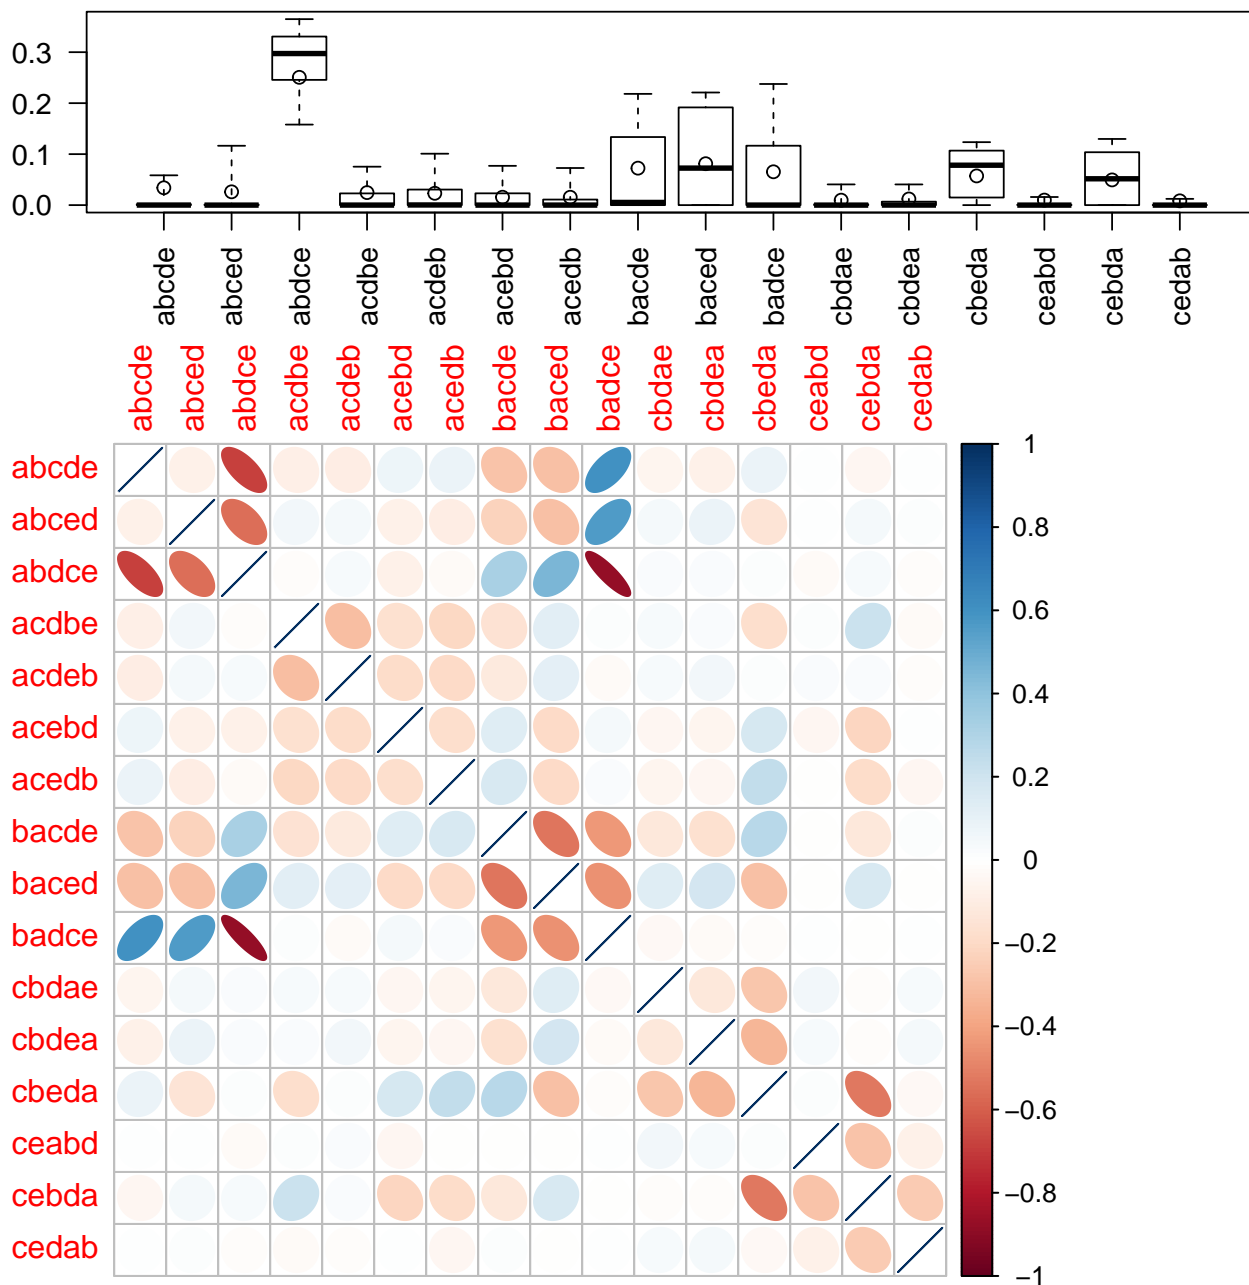 0.3
0.2
0.1
0.0
abcde abced abdce acdbe acdeb acebd acedb bacde baced badce cbdae cbdea cbeda ceabd cebda cedab
abcde abced abdce acdbe acdeb acebd acedb bacde baced badce cbdae cbdea cbeda ceabd cebda cedab
abcde
abced
abdce
acdbe
acdeb
acebd
acedb
bacde
baced
badce
cbdae
cbdea
cbeda
ceabd
cebda
cedab
1
0.8
0.6
0.4
0.2
0
−0.2
−0.4
−0.6
−0.8
−1